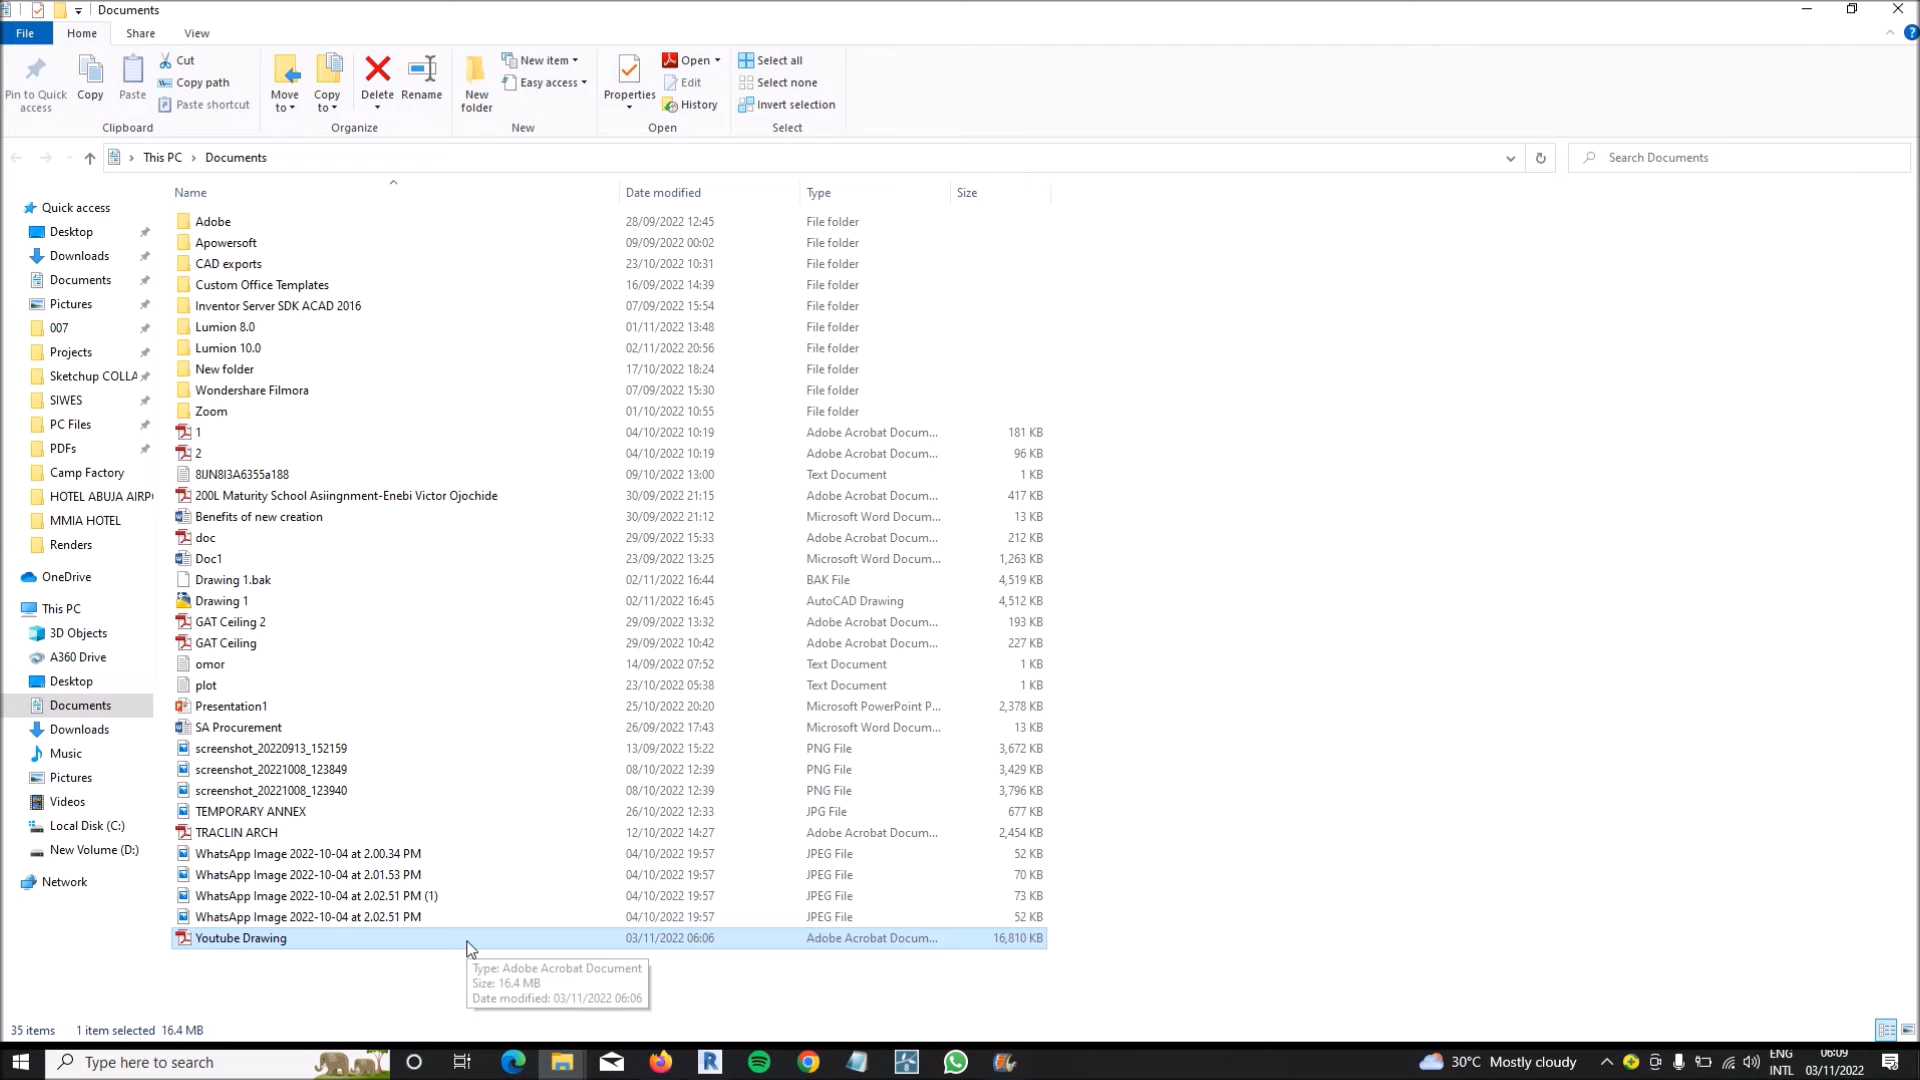 Documents
File Home Share View
Pin to Quick access
Copy
Paste
Cut
Copy path
Paste shortcut
Clipboard
Move to
Copy to
Delete
Rename
Organize
New folder
New item
Easy access
New
Properties
Open
Edit
History
Open
Select all
Select none
Invert selection
Select
This PC > Documents
Search Documents
Name Date modified Type Size
Quick access
Desktop
Downloads
Documents
Pictures
007
Projects
Sketchup COLLA
SIWES
PC Files
PDFs
Camp Factory
HOTEL ABUJA AIRP
MMIA HOTEL
Renders
OneDrive
This PC
3D Objects
A360 Drive
Desktop
Documents
Downloads
Music
Pictures
Videos
Local Disk (C:)
New Volume (D:)
Network
Adobe 28/09/2022 12:45 File folder
Apowersoft 09/09/2022 00:02 File folder
CAD exports 23/10/2022 10:31 File folder
Custom Office Templates 16/09/2022 14:39 File folder
Inventor Server SDK ACAD 2016 07/09/2022 15:54 File folder
Lumion 8.0 01/11/2022 13:48 File folder
Lumion 10.0 02/11/2022 20:56 File folder
New folder 17/10/2022 18:24 File folder
Wondershare Filmora 07/09/2022 15:30 File folder
Zoom 01/10/2022 10:55 File folder
1 04/10/2022 10:19 Adobe Acrobat Docum... 181 KB
2 04/10/2022 10:19 Adobe Acrobat Docum... 96 KB
09/10/2022 13:00 Text Document 1 KB
200L Maturity School Asiingnment-Enebi Victor Ojochide 30/09/2022 21:15 Adobe Acrobat Docum... 417 KB
Benefits of new creation 30/09/2022 21:12 Microsoft Word Docum... 13 KB
doc 29/09/2022 15:33 Adobe Acrobat Docum... 212 KB
Doc1 23/09/2022 13:25 Microsoft Word Docum... 1,263 KB
Drawing 1.bak 02/11/2022 16:44 BAK File 4,519 KB
Drawing 1 02/11/2022 16:45 AutoCAD Drawing 4,512 KB
GAT Ceiling 2 29/09/2022 13:32 Adobe Acrobat Docum... 193 KB
GAT Ceiling 29/09/2022 10:42 Adobe Acrobat Docum... 227 KB
omor 14/09/2022 07:52 Text Document 1 KB
plot 23/10/2022 05:38 Text Document 1 KB
Presentation1 25/10/2022 20:20 Microsoft PowerPoint P... 2,378 KB
SA Procurement 26/09/2022 17:43 Microsoft Word Docum... 13 KB
screenshot_20220913_152159 13/09/2022 15:22 PNG File 3,672 KB
screenshot_20221008_123849 08/10/2022 12:39 PNG File 3,429 KB
screenshot_20221008_123940 08/10/2022 12:39 PNG File 3,796 KB
TEMPORARY ANNEX 26/10/2022 12:33 JPG File 677 KB
TRACLIN ARCH 12/10/2022 14:27 Adobe Acrobat Docum... 2,454 KB
WhatsApp Image 2022-10-04 at 2.00.34 PM 04/10/2022 19:57 JPEG File 52 KB
WhatsApp Image 2022-10-04 at 2.01.53 PM 04/10/2022 19:57 JPEG File 70 KB
WhatsApp Image 2022-10-04 at 2.02.51 PM (1) 04/10/2022 19:57 JPEG File 73 KB
WhatsApp Image 2022-10-04 at 2.02.51 PM 04/10/2022 19:57 JPEG File 52 KB
Youtube Drawing 03/11/2022 06:06 Adobe Acrobat Docum... 16,810 KB
Type: Adobe Acrobat Document
Size: 16.4 MB
Date modified: 03/11/2022 06:06
35 items 1 item selected 16.4 MB
Type here to search
30°C Mostly cloudy
ENG
INTL
06:09
03/11/2022